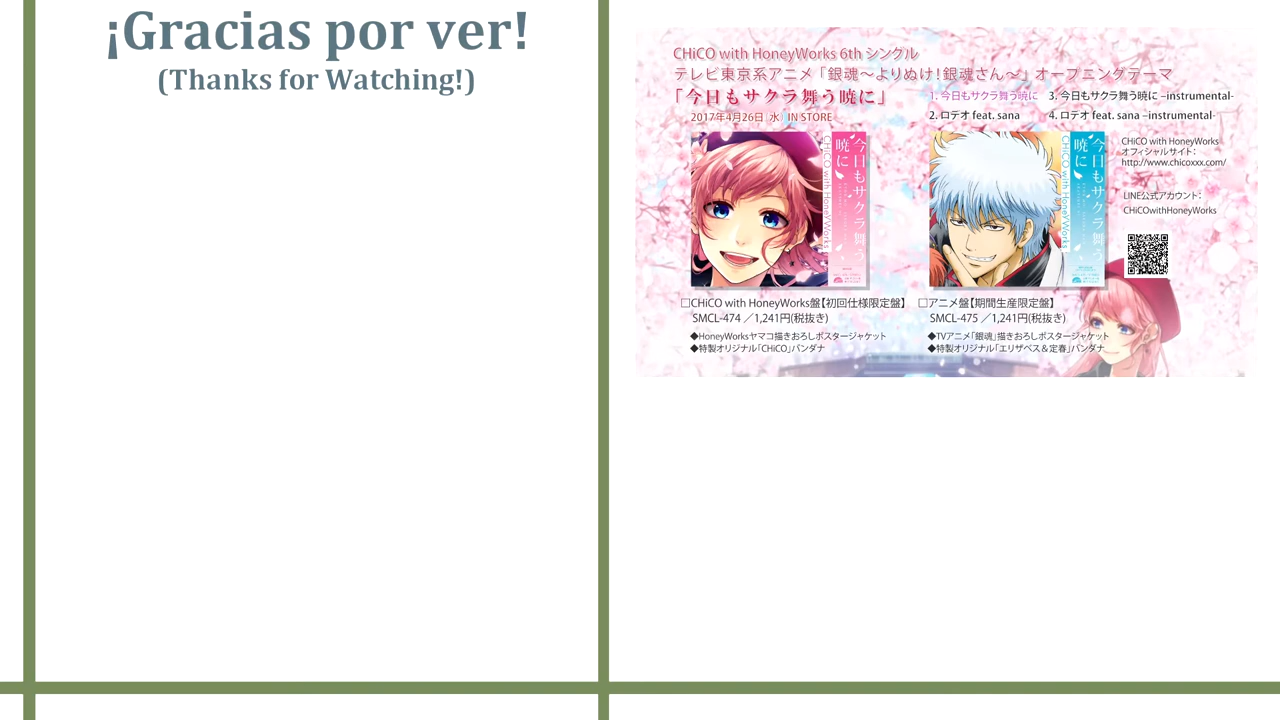 ¡Gracias por ver!
(Thanks for Watching!)
CHiCO with HoneyWorks 6th シングル
テレビ東京系アニメ「銀魂～よりぬけ!銀魂さん～」オープニングテーマ
「今日もサクラ舞う暁に」
2017年4月26日(水) IN STORE
1. 今日もサクラ舞う暁に
2. ロデオ feat. sana
3. 今日もサクラ舞う暁に –instrumental-
4. ロデオ feat. sana –instrumental-
今日もサクラ舞う
暁に
CHiCO with HoneyWorks
今日もサクラ舞う
暁に
CHiCO with HoneyWorks
CHiCO with HoneyWorks
オフィシャルサイト：
http://www.chicoxxx.com/
LINE公式アカウント：
CHiCOwithHoneyWorks
□CHiCO with HoneyWorks盤【初回仕様限定盤】
SMCL-474 ／1,241円(税抜き)
◆HoneyWorksヤマコ描きおろしポスタージャケット
◆特製オリジナル「CHiCO」バンダナ
□アニメ盤【期間生産限定盤】
SMCL-475 ／1,241円(税抜き)
◆TVアニメ「銀魂」描きおろしポスタージャケット
◆特製オリジナル「エリザベス＆定春」バンダナ